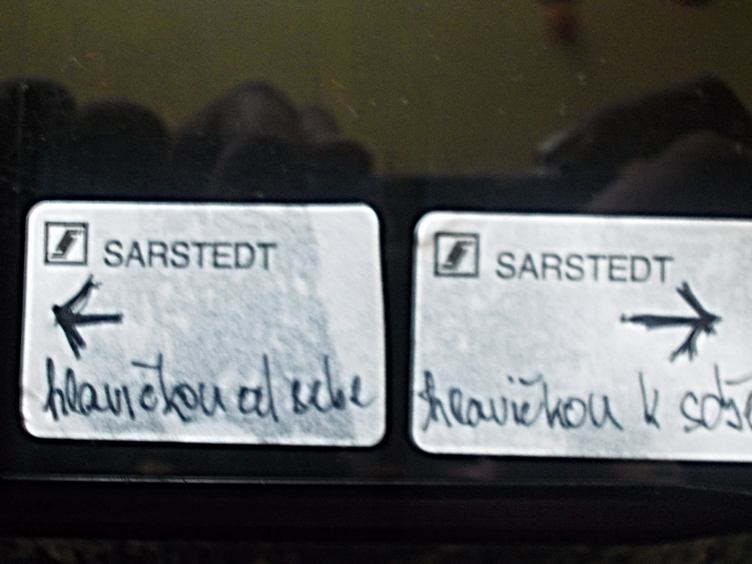 SARSTEDT
hlavičkou od sebe
SARSTEDT
hlavičkou k